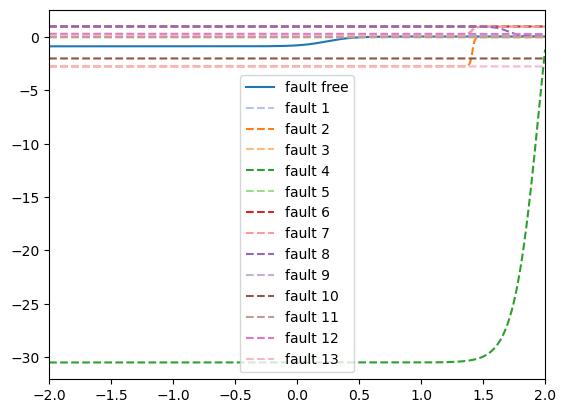 0
−5
−10
−15
−20
−25
−30
−2.0 −1.5 −1.0 −0.5 0.0 0.5 1.0 1.5 2.0
fault free
fault 1
fault 2
fault 3
fault 4
fault 5
fault 6
fault 7
fault 8
fault 9
fault 10
fault 11
fault 12
fault 13